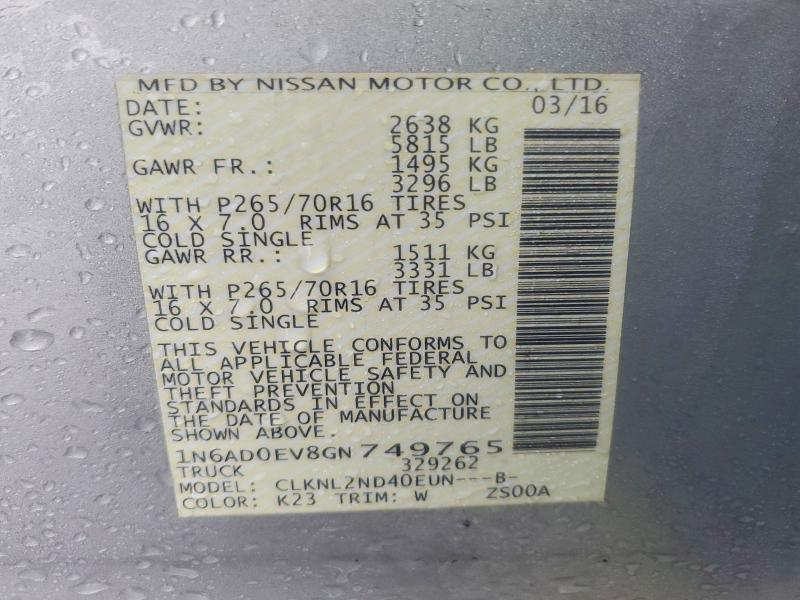 MFD BY NISSAN MOTOR CO., LTD.
DATE: 03/16
GVWR: 2638 KG
5815 LB
GAWR FR.: 1495 KG
3296 LB
WITH P265/70R16 TIRES
16 X 7.0 RIMS AT 35 PSI
COLD SINGLE
GAWR RR.: 1511 KG
3331 LB
WITH P265/70R16 TIRES
16 X 7.0 RIMS AT 35 PSI
COLD SINGLE
THIS VEHICLE CONFORMS TO
ALL APPLICABLE FEDERAL
MOTOR VEHICLE SAFETY AND
THEFT PREVENTION
STANDARDS IN EFFECT ON
THE DATE OF MANUFACTURE
SHOWN ABOVE.
1N6AD0EV8GN749765
TRUCK 329262
MODEL: CLKNL2ND40EUN---B-
COLOR: K23 TRIM: W ZS00A